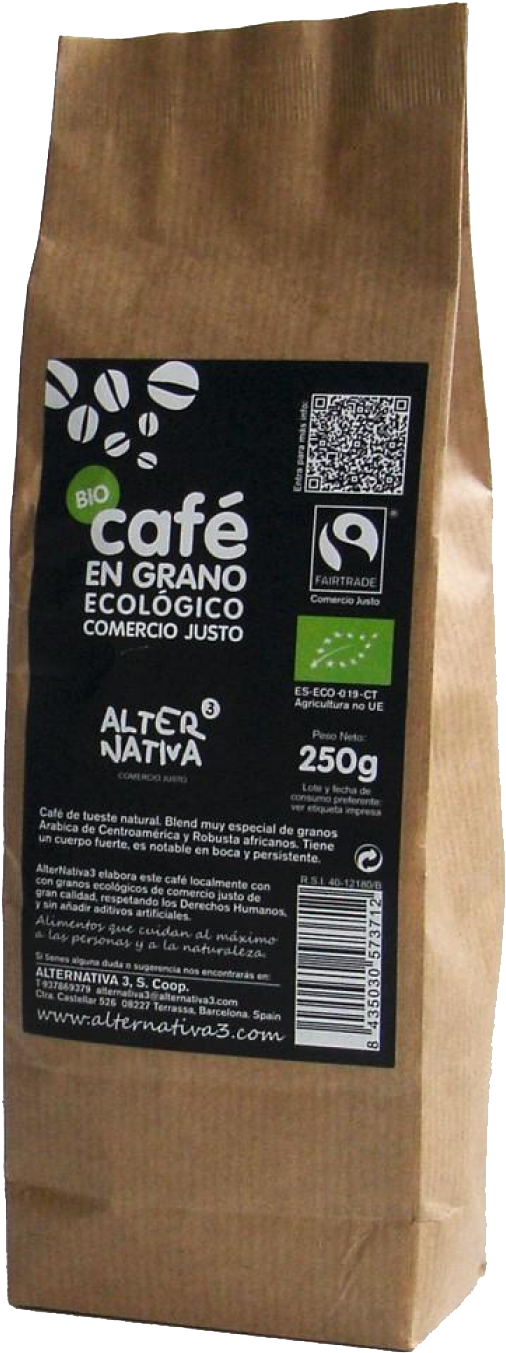 BIO
café
EN GRANO
ECOLÓGICO
COMERCIO JUSTO
ALTER 3
NATIVA
COMERCIO JUSTO
Café de tueste natural. Blend muy especial de granos
Arabica de Centroamérica y Robusta africanos. Tiene
un cuerpo fuerte, es notable en boca y persistente.
AlterNativa3 elabora este café localmente con
con granos ecológicos de comercio justo de
gran calidad, respetando los Derechos Humanos,
y sin añadir aditivos artificiales.
Alimentos que cuidan al máximo
a las personas y a la naturaleza.
Si tienes alguna duda o sugerencia nos encontrarás en:
ALTERNATIVA 3, S. Coop.
T 937869379 alternativa3@alternativa3.com
Ctra. Castellar 526 08227 Terrassa, Barcelona. Spain
www.alternativa3.com
Entra para más info:
FAIRTRADE
®
Comercio Justo
ES-ECO-019-CT
Agricultura no UE
Peso Neto:
250g
Lote y fecha de
consumo preferente:
ver etiqueta impresa
R.S.I. 40-12180/B
8 435030 573712